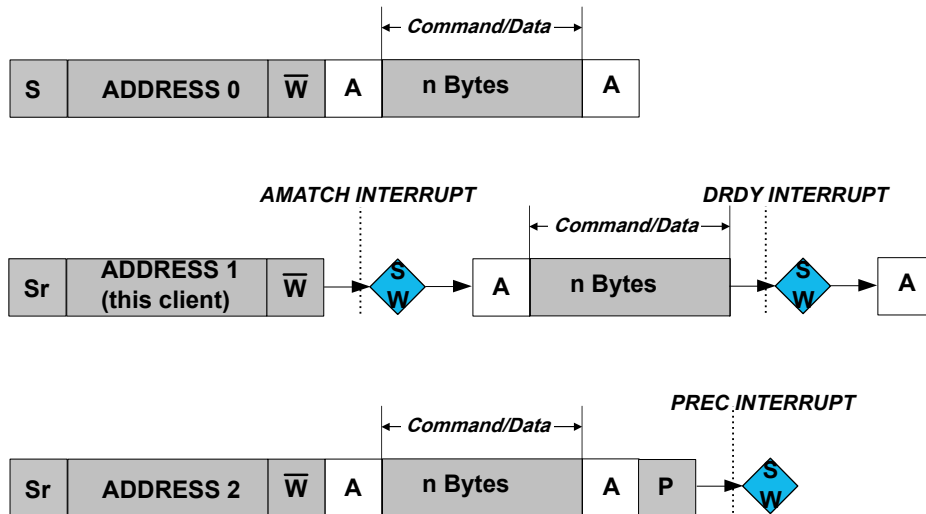 Command/Data
S ADDRESS 0 W̅ A n Bytes A
AMATCH INTERRUPT
DRDY INTERRUPT
Command/Data
Sr ADDRESS 1 (this client) W̅ S W A n Bytes S W A
PREC INTERRUPT
Command/Data
Sr ADDRESS 2 W̅ A n Bytes A P S W